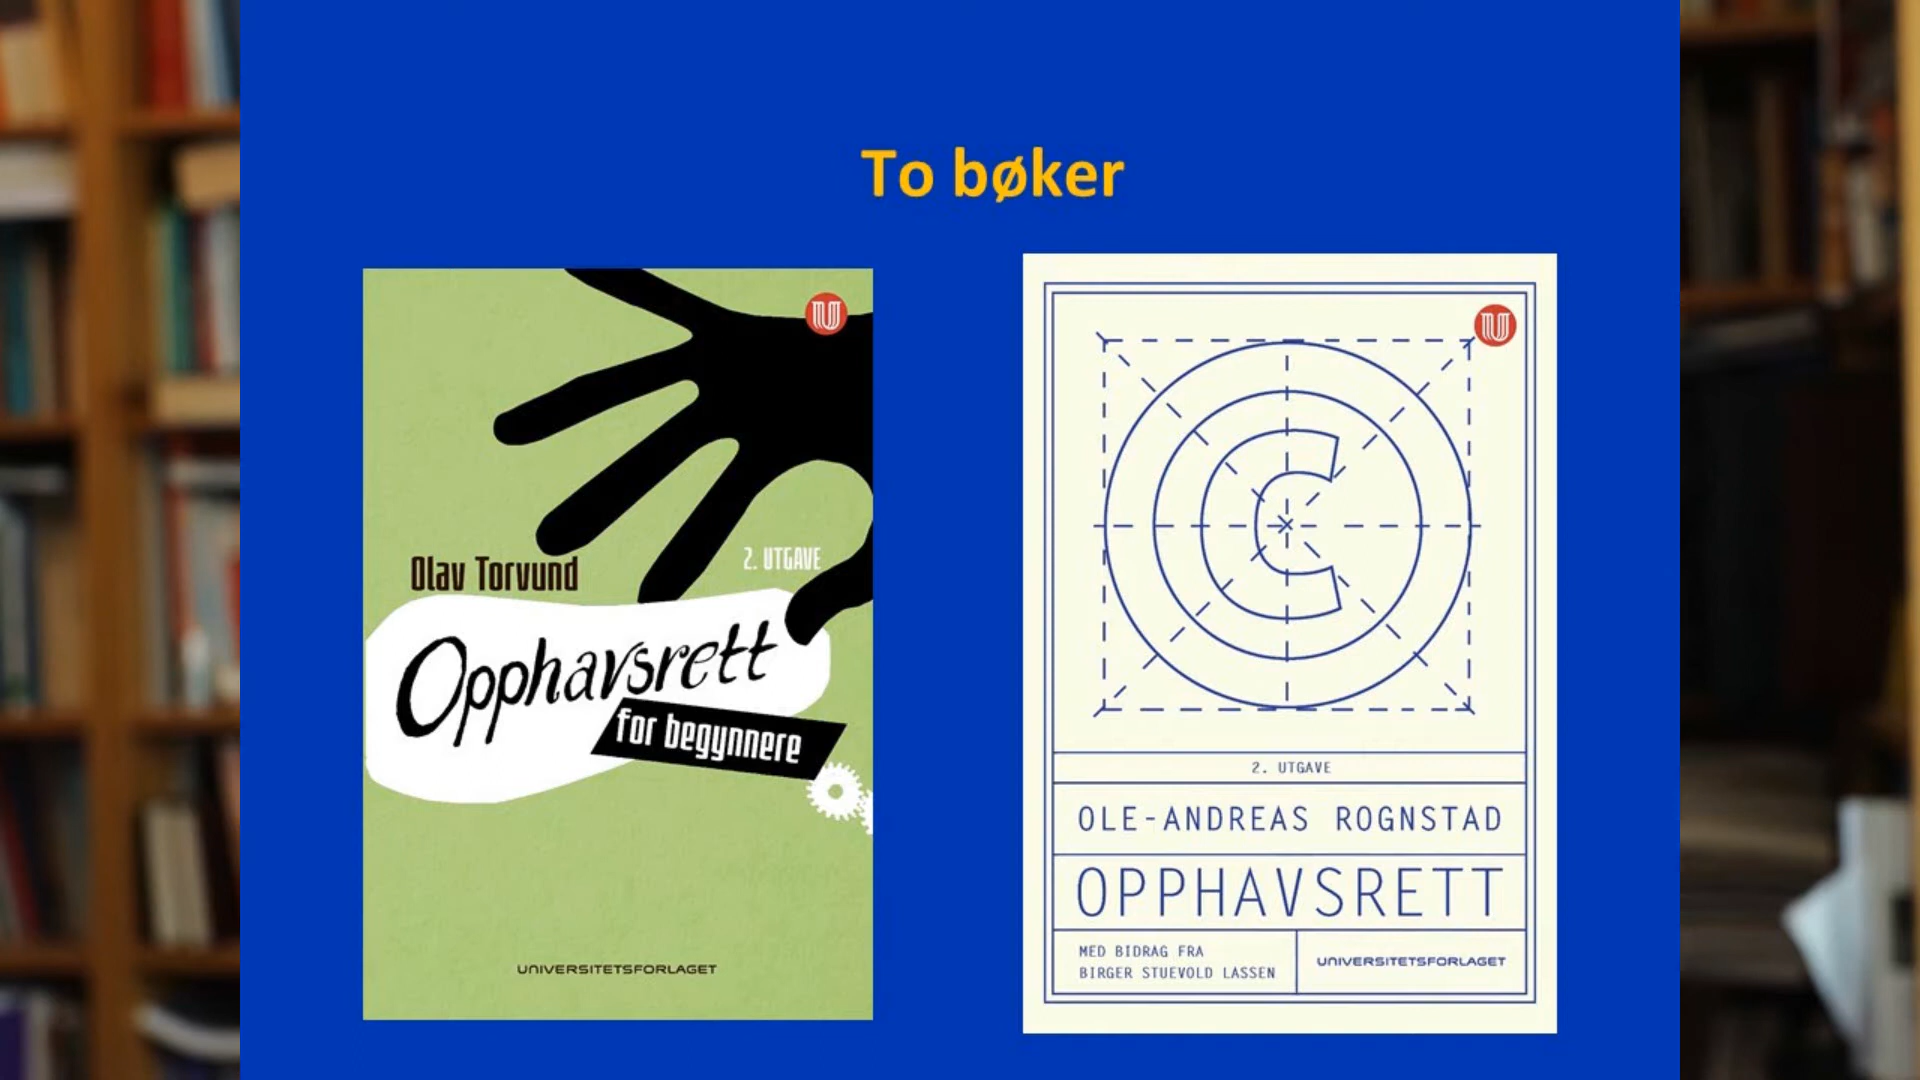 To bøker
Olav Torvund
2. UTGAVE
Opphavsrett
for begynnere
UNIVERSITETSFORLAGET
2. UTGAVE
OLE-ANDREAS ROGNSTAD
OPPHAVSRETT
MED BIDRAG FRA
BIRGER STUEVOLD LASSEN
UNIVERSITETSFORLAGET